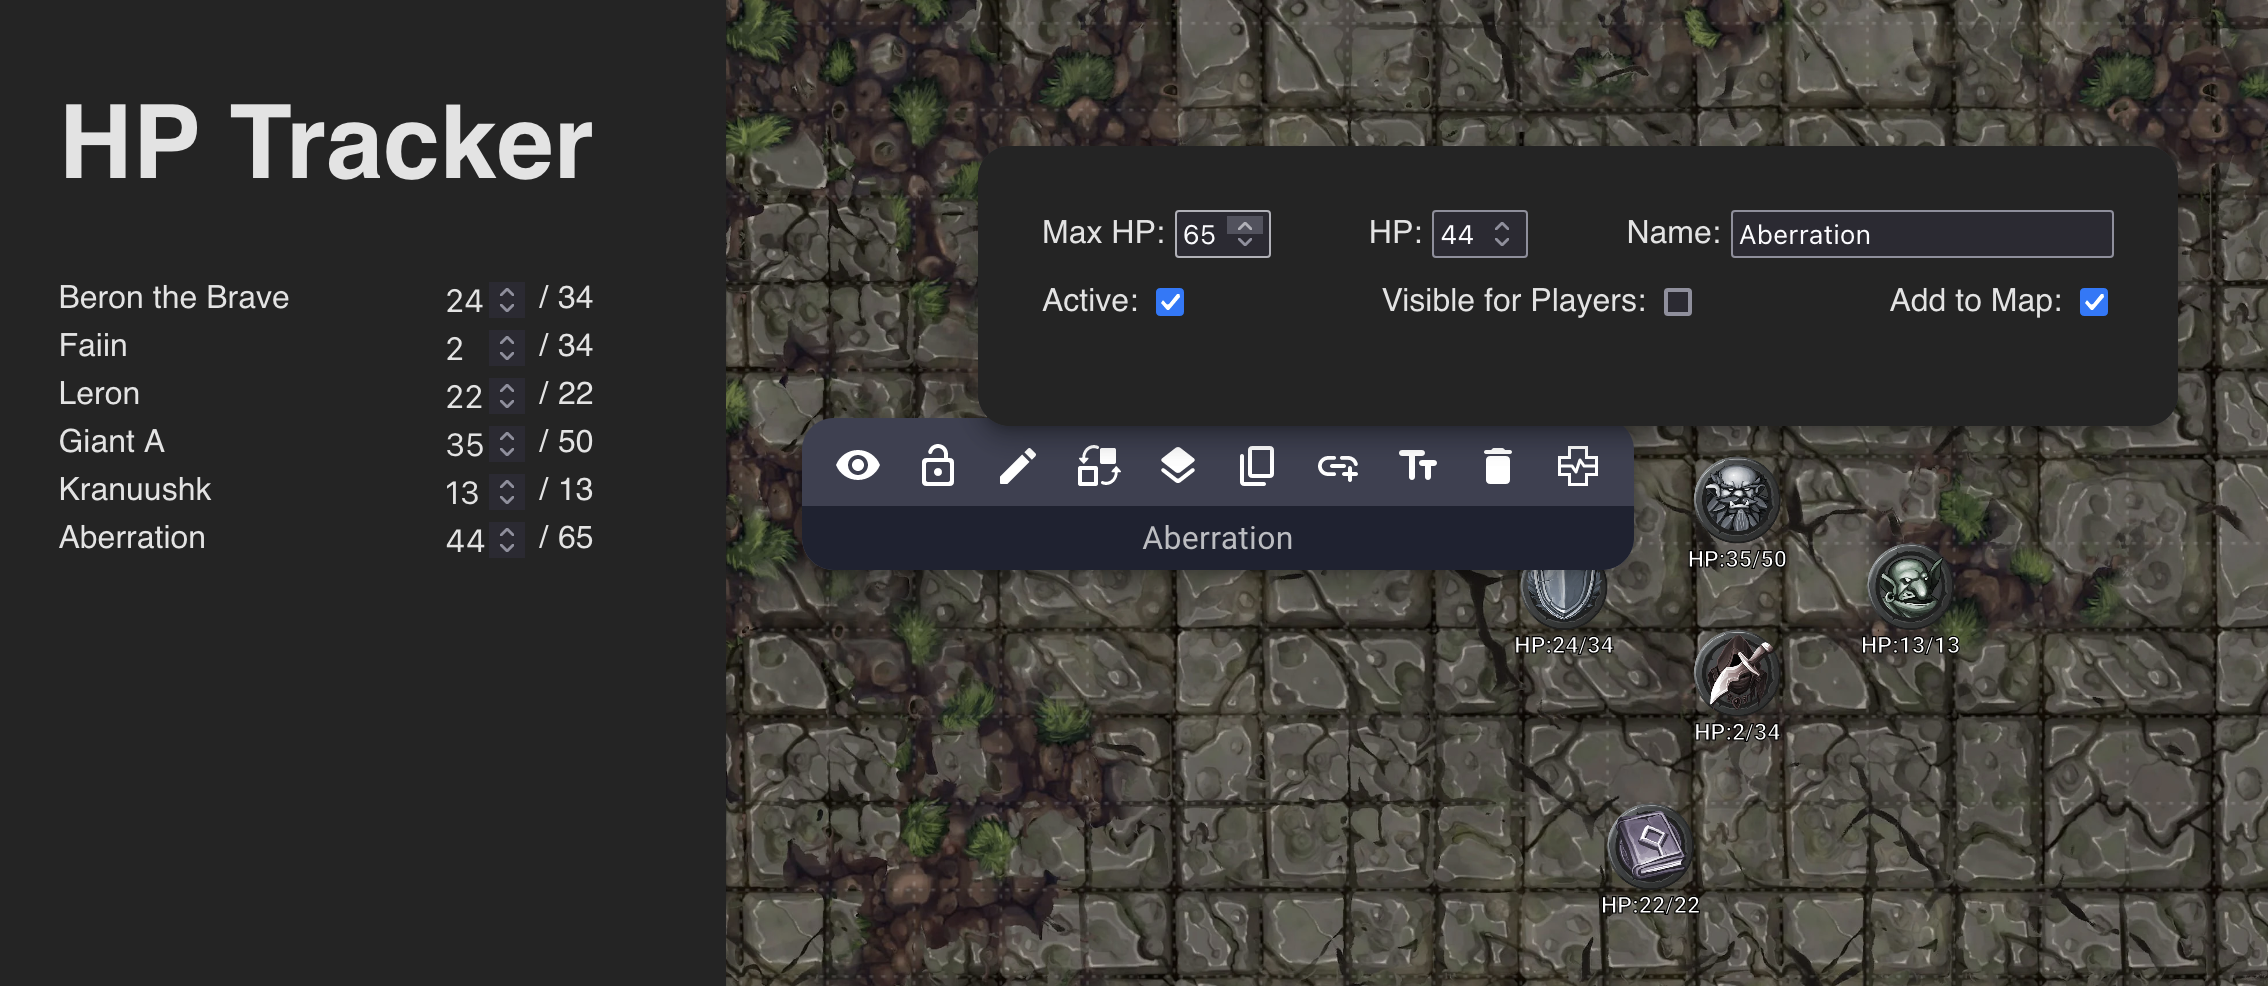 HP Tracker
Beron the Brave 24 / 34
Faiin 2 / 34
Leron 22 / 22
Giant A 35 / 50
Kranuushk 13 / 13
Aberration 44 / 65
Max HP: 65 HP: 44 Name: Aberration
Active: Visible for Players: Add to Map:
Tт
Aberration
HP:35/50
HP:24/34
HP:13/13
HP:2/34
HP:22/22